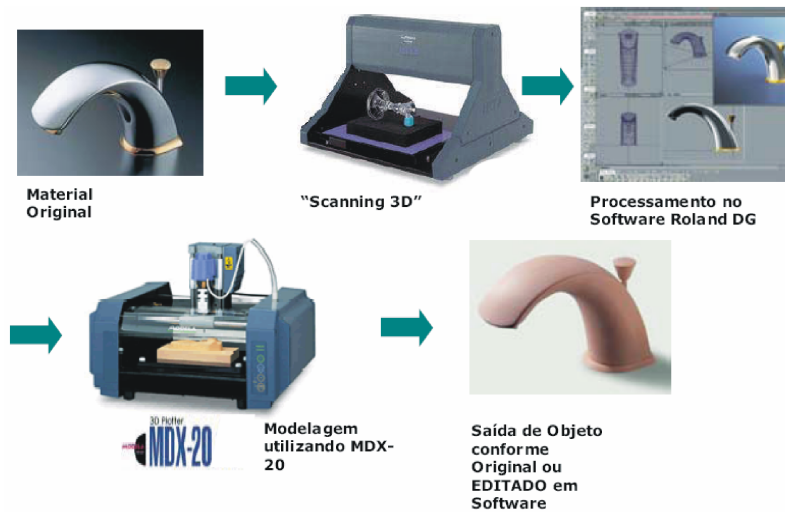 Material
Original
“Scanning 3D”
Processamento no
Software Roland DG
3D Plotter
MDX-20
Modelagem
utilizando MDX-
20
Saída de Objeto
conforme
Original ou
EDITADO em
Software